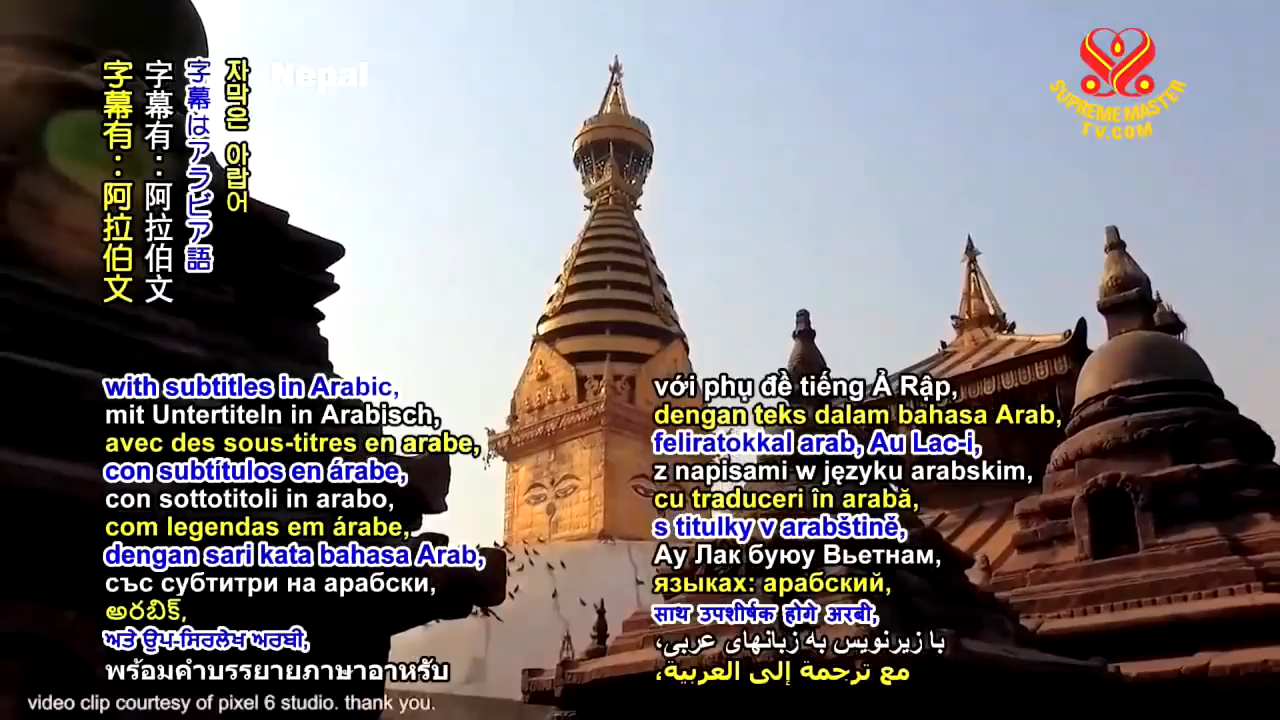 자막은 아랍어
字幕はアラビア語
字幕有：阿拉伯文
字幕有：阿拉伯文
Nepal
SUPREME MASTER
TV.COM
with subtitles in Arabic,
mit Untertiteln in Arabisch,
avec des sous-titres en arabe,
con subtítulos en árabe,
con sottotitoli in arabo,
com legendas em árabe,
dengan sari kata bahasa Arab,
със субтитри на арабски,
అరబిక్,
ਅਤੇ ਉਪ-ਸਿਰਲੇਖ ਅਰਬੀ,
พร้อมคำบรรยายภาษาอาหรับ
với phụ đề tiếng Ả Rập,
dengan teks dalam bahasa Arab,
feliratokkal arab, Au Lac-i,
z napisami w języku arabskim,
cu traduceri în arabă,
s titulky v arabštině,
Ау Лак буюу Вьетнам,
языках: арабский,
साथ उपशीर्षक होगे अरबी,
با زیرنویس به زبانهای عربی،
مع ترجمة إلى العربية،
video clip courtesy of pixel 6 studio. thank you.